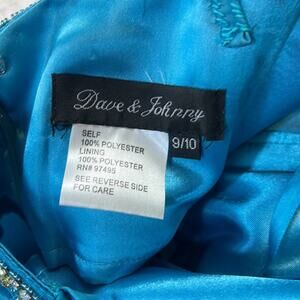 Dave & Johnny
9/10
SELF
100% POLYESTER
LINING
100% POLYESTER
RN# 97495
SEE REVERSE SIDE
FOR CARE